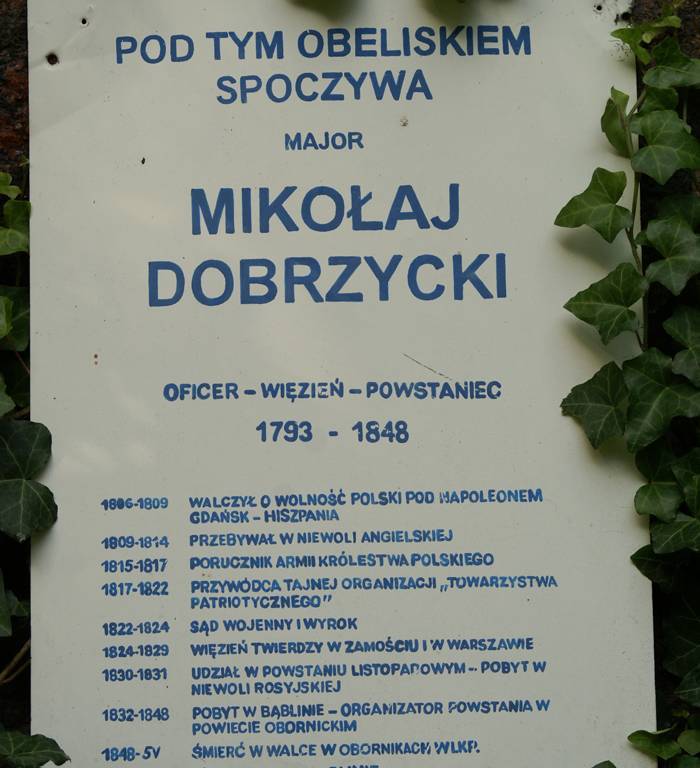 POD TYM OBELISKIEM
SPOCZYWA
MAJOR
MIKOŁAJ
DOBRZYCKI
OFICER – WIĘZIEŃ – POWSTANIEC
1793 - 1848
1806-1809 WALCZYŁ O WOLNOŚĆ POLSKI POD NAPOLEONEM
GDAŃSK – HISZPANIA
1809-1814 PRZEBYWAŁ W NIEWOLI ANGIELSKIEJ
1815-1817 PORUCZNIK ARMII KRÓLESTWA POLSKIEGO
1817-1822 PRZYWÓDCA TAJNEJ ORGANIZACJI „TOWARZYSTWA
PATRIOTYCZNEGO”
1822-1824 SĄD WOJENNY I WYROK
1824-1829 WIĘZIEŃ TWIERDZY W ZAMOŚCIU I W WARSZAWIE
1830-1831 UDZIAŁ W POWSTANIU LISTOPADOWYM – POBYT W
NIEWOLI ROSYJSKIEJ
1832-1848 POBYT W BĄBLINIE – ORGANIZATOR POWSTANIA W
POWIECIE OBORNICKIM
1848-5V ŚMIERĆ W WALCE W OBORNIKACH WLKP.